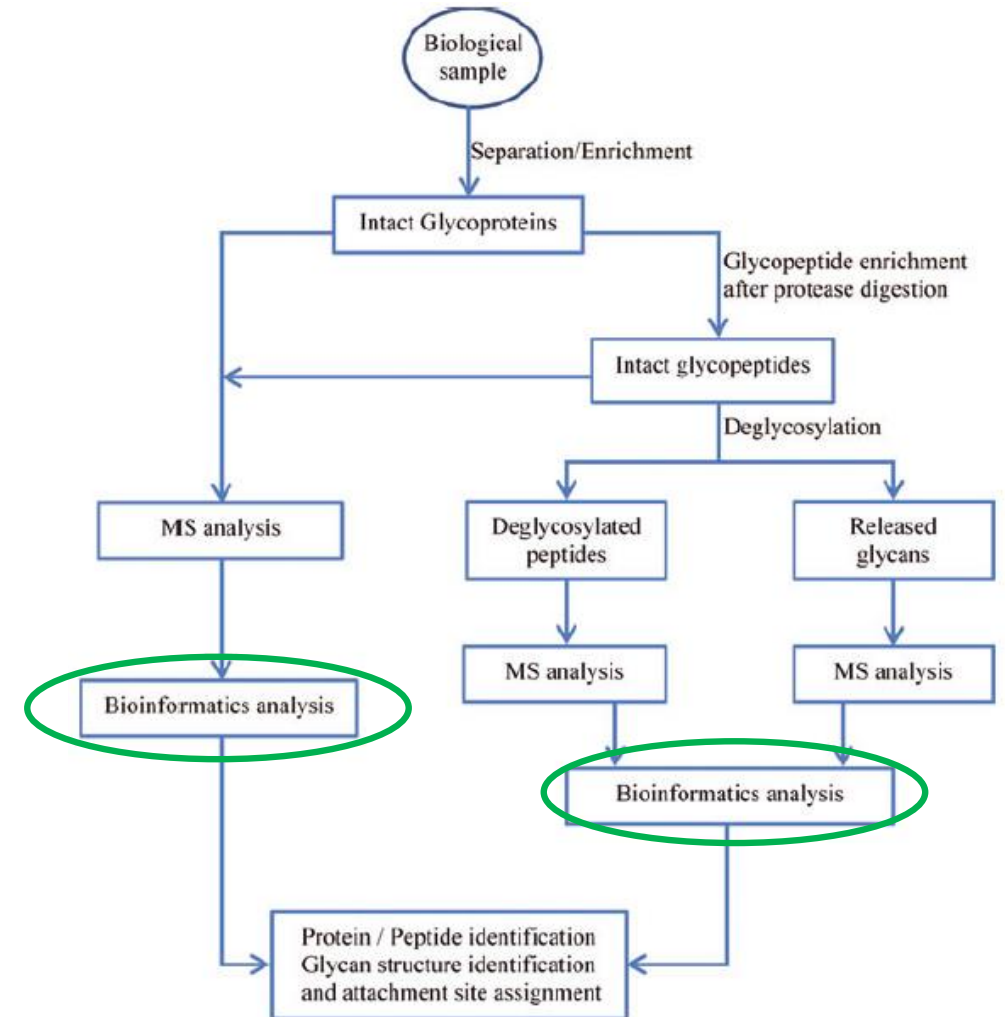 Biological
sample
Separation/Enrichment
Intact Glycoproteins
Glycopeptide enrichment
after protease digestion
Intact glycopeptides
Deglycosylation
MS analysis
Deglycosylated
peptides
Released
glycans
MS analysis
MS analysis
Bioinformatics analysis
Bioinformatics analysis
Protein / Peptide identification
Glycan structure identification
and attachment site assignment